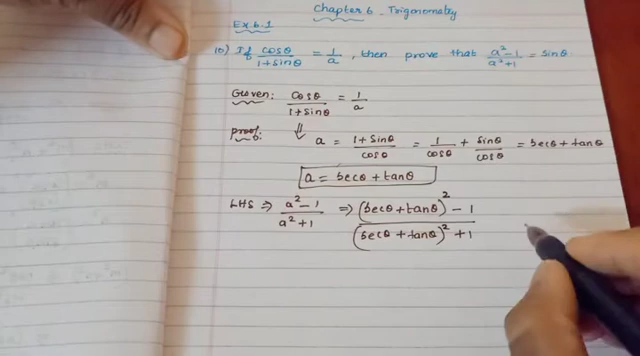 Chapter 6 - Trigonometry
Ex.6.1
10) If cosθ/1+sinθ = 1/a, then prove that a²-1/a²+1 = sinθ
Given: cosθ/1+sinθ = 1/a
proof: ⇓ a = 1+sinθ/cosθ = 1/cosθ + sinθ/cosθ = secθ + tanθ
a = secθ + tanθ
LHS ⇒ a²-1/a²+1 ⇒ (secθ + tanθ)² - 1/(secθ + tanθ)² + 1